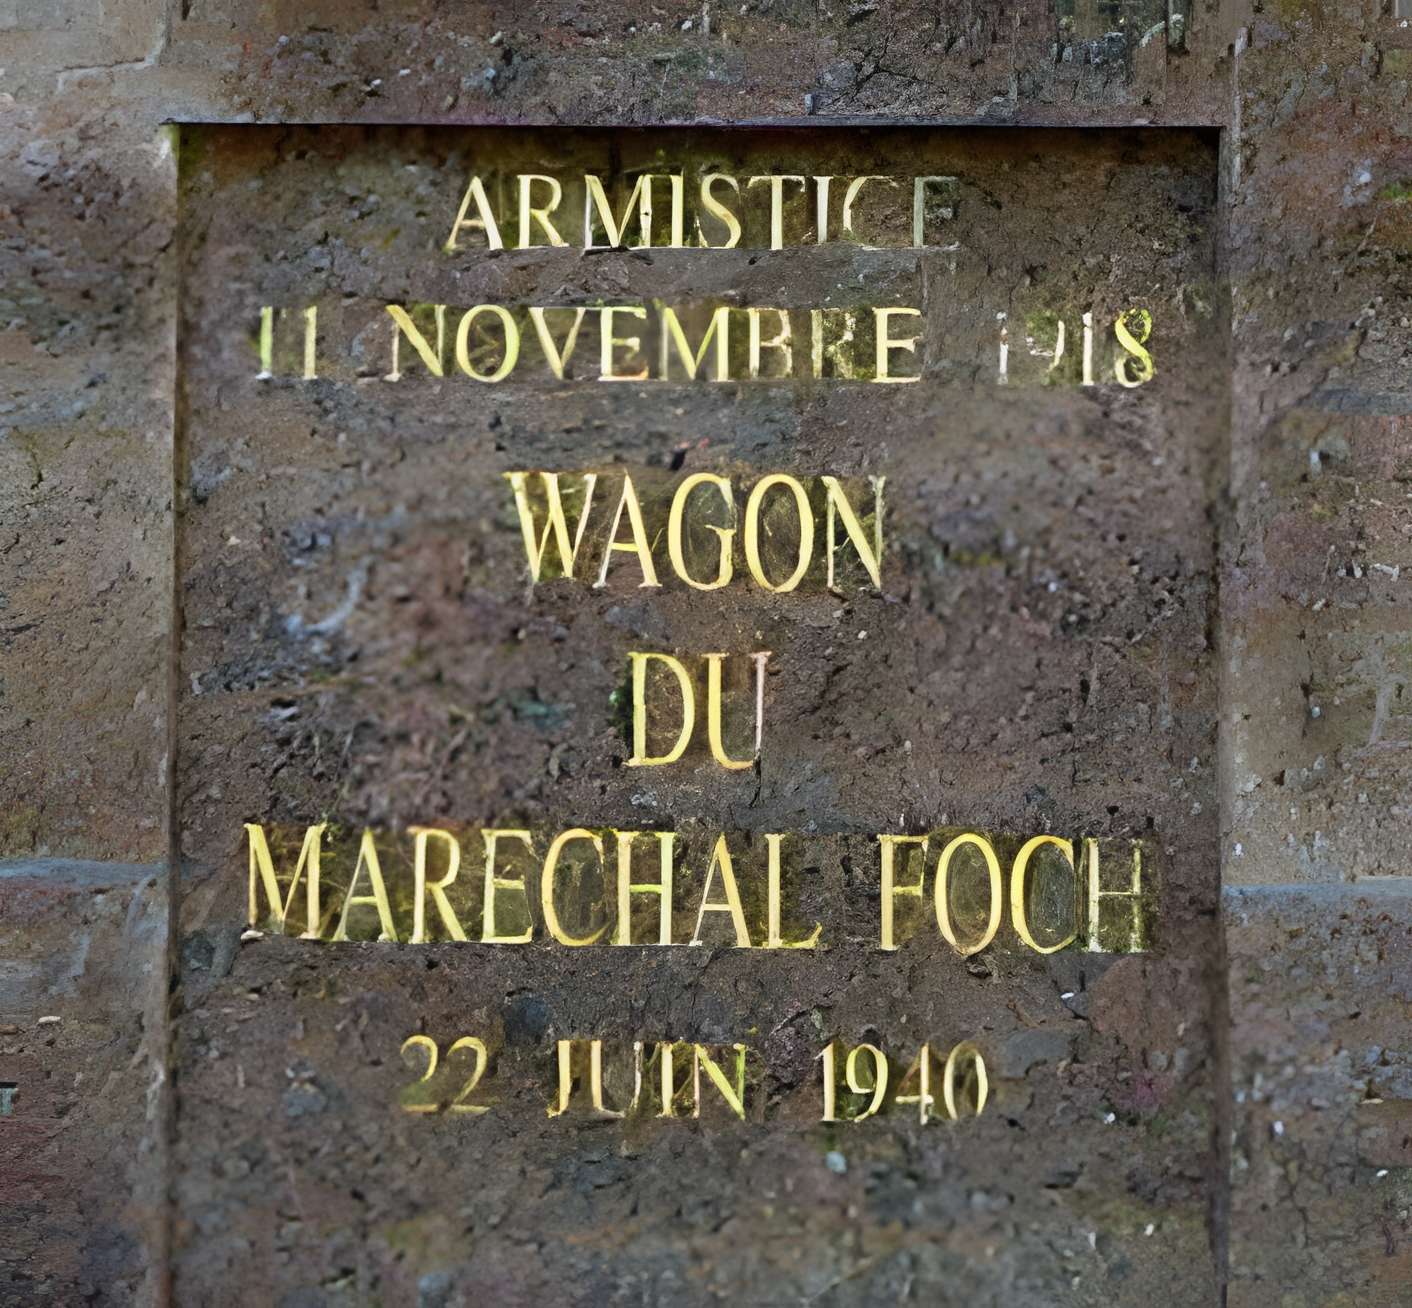 ARMISTICE
11 NOVEMBRE 1918
WAGON
DU
MARECHAL FOCH
22 JUIN 1940